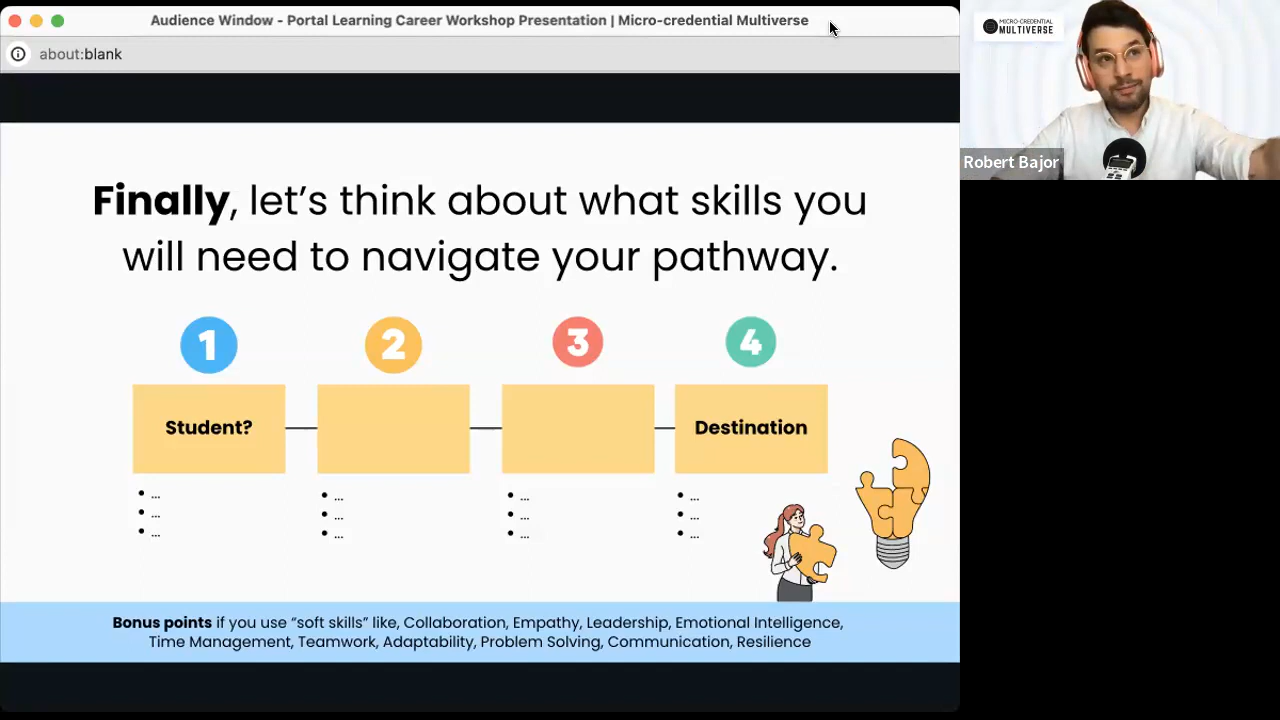 Audience Window - Portal Learning Career Workshop Presentation | Micro-credential Multiverse
about:blank
MICRO-CREDENTIAL
MULTIVERSE
Robert Bajor
Finally, let's think about what skills you
will need to navigate your pathway.
1
2
3
4
Student?
Destination
• ...
• ...
• ...
• ...
• ...
• ...
• ...
• ...
• ...
• ...
• ...
• ...
Bonus points if you use “soft skills” like, Collaboration, Empathy, Leadership, Emotional Intelligence,
Time Management, Teamwork, Adaptability, Problem Solving, Communication, Resilience